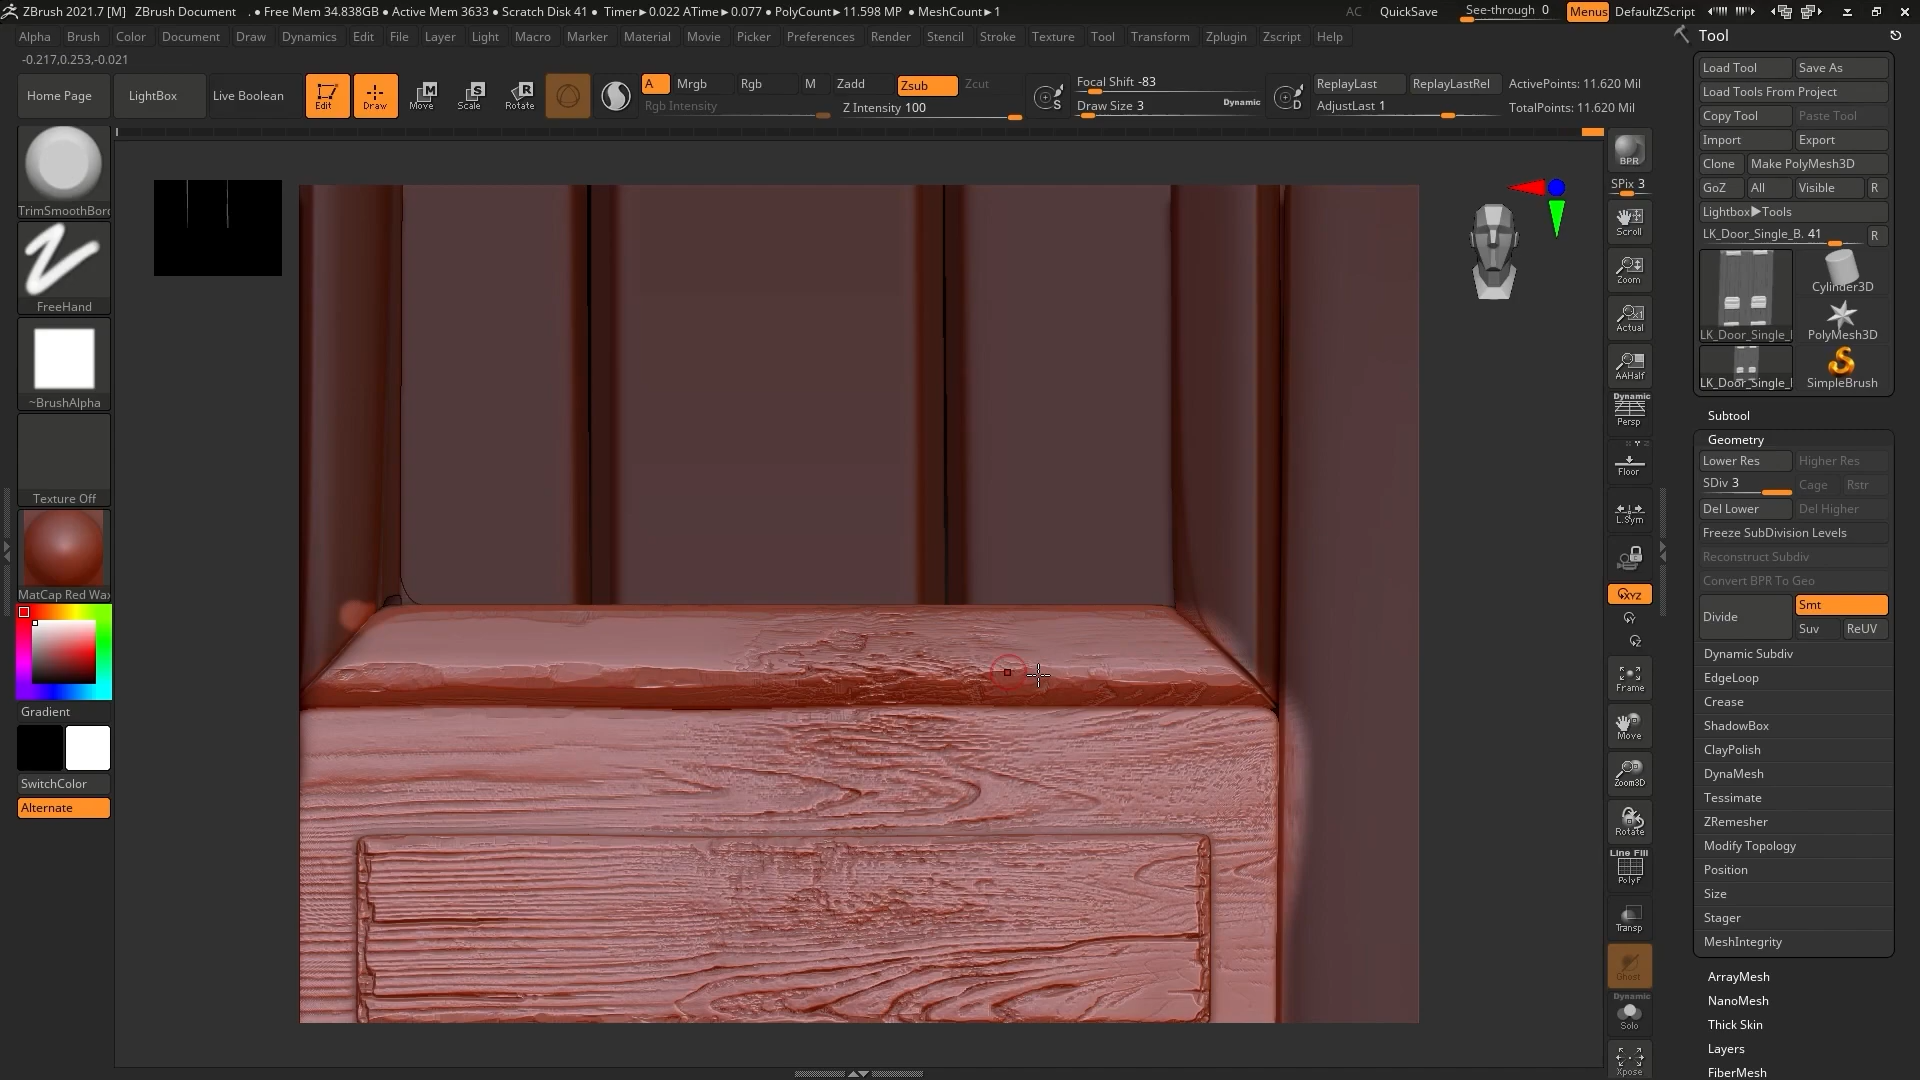 ZBrush 2021.7 [M] ZBrush Document . • Free Mem 34.838GB • Active Mem 3633 • Scratch Disk 41 • Timer►0.022 ATime►0.077 • PolyCount►11.598 MP • MeshCount►1 AC QuickSave See-through 0 Menus DefaultZScript
Alpha Brush Color Document Draw Dynamics Edit File Layer Light Macro Marker Material Movie Picker Preferences Render Stencil Stroke Texture Tool Transform Zplugin Zscript Help
-0.217,0.253,-0.021
Home Page LightBox Live Boolean Edit Draw Move Scale Rotate A Mrgb Rgb M Zadd Zsub Zcut Focal Shift -83 ReplayLast ReplayLastRel ActivePoints: 11.620 Mil
Rgb Intensity Z Intensity 100 S Draw Size 3 Dynamic D AdjustLast 1 TotalPoints: 11.620 Mil
TrimSmoothBord
FreeHand
~BrushAlpha
Texture Off
MatCap Red Wax
Gradient
SwitchColor
Alternate
BPR
SPix 3
Scroll
Zoom
Actual
AAHalf
Dynamic
Persp
Floor
L.Sym
XYZ
Frame
Move
Zoom3D
Rotate
Line Fill
PolyF
Transp
Ghost
Dynamic
Solo
Xpose
Tool
Load Tool Save As
Load Tools From Project
Copy Tool Paste Tool
Import Export
Clone Make PolyMesh3D
GoZ All Visible R
Lightbox►Tools
LK_Door_Single_B. 41 R
Cylinder3D
LK_Door_Single_ PolyMesh3D
LK_Door_Single_ SimpleBrush
Subtool
Geometry
Lower Res Higher Res
SDiv 3 Cage Rstr
Del Lower Del Higher
Freeze SubDivision Levels
Reconstruct Subdiv
Convert BPR To Geo
Divide Smt
Suv ReUV
Dynamic Subdiv
EdgeLoop
Crease
ShadowBox
ClayPolish
DynaMesh
Tessimate
ZRemesher
Modify Topology
Position
Size
Stager
MeshIntegrity
ArrayMesh
NanoMesh
Thick Skin
Layers
FiberMesh